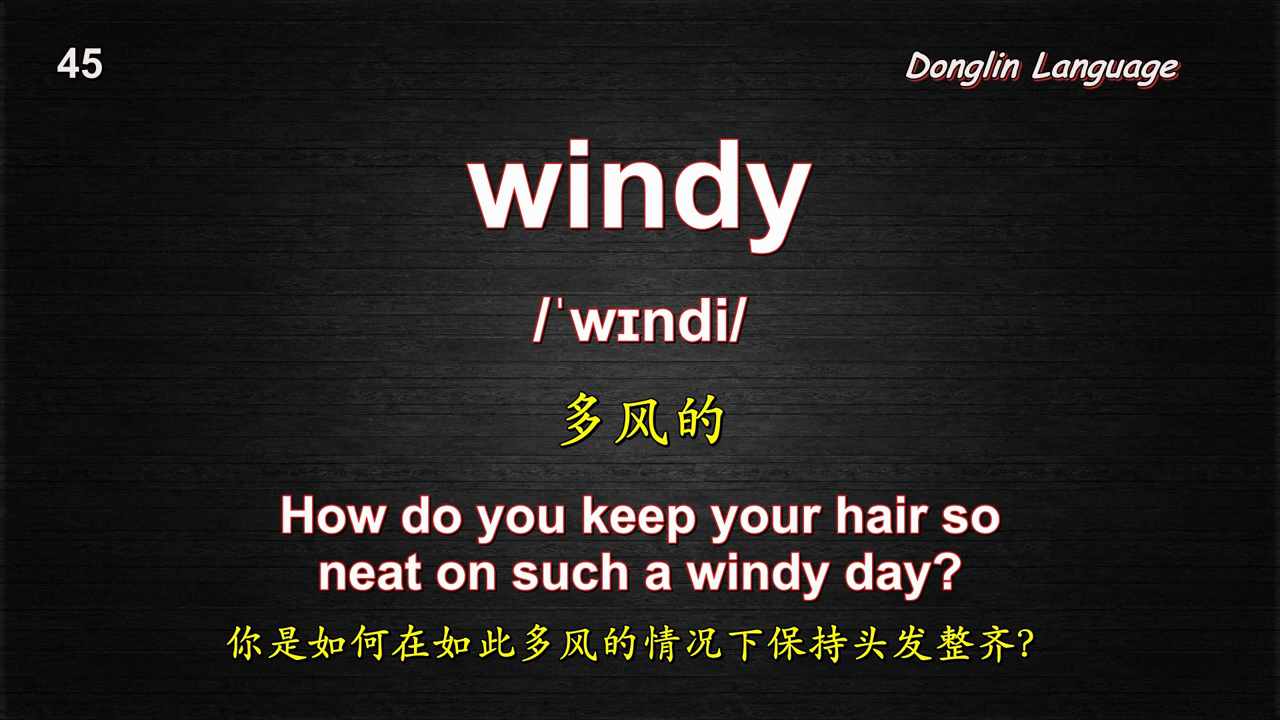 45
Donglin Language
windy
/ˈwɪndi/
多风的
How do you keep your hair so
neat on such a windy day?
你是如何在如此多风的情况下保持头发整齐?